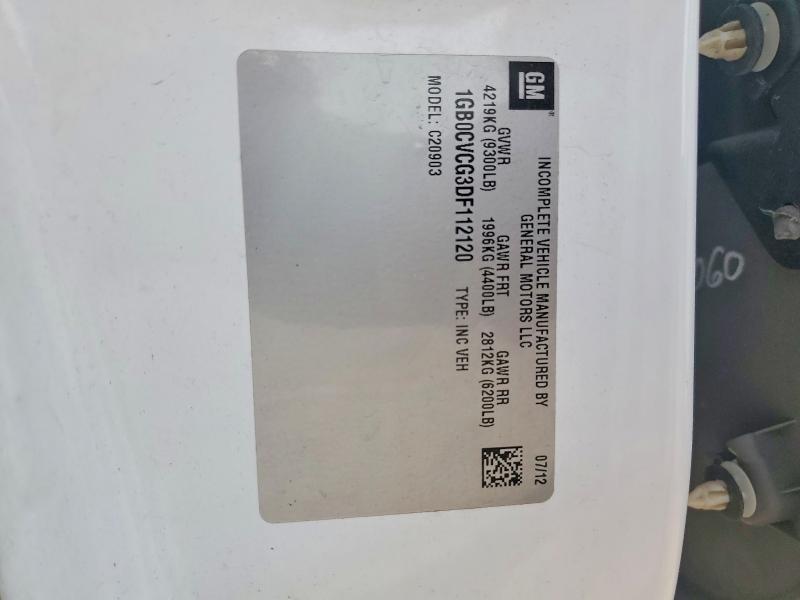 GM
INCOMPLETE VEHICLE MANUFACTURED BY
GENERAL MOTORS LLC
07/12
GVWR GAWR FRT GAWR RR
4219KG (9300LB) 1996KG (4400LB) 2812KG (6200LB)
1GB0CVCG3DF112120 TYPE: INC VEH
MODEL: C20903
060